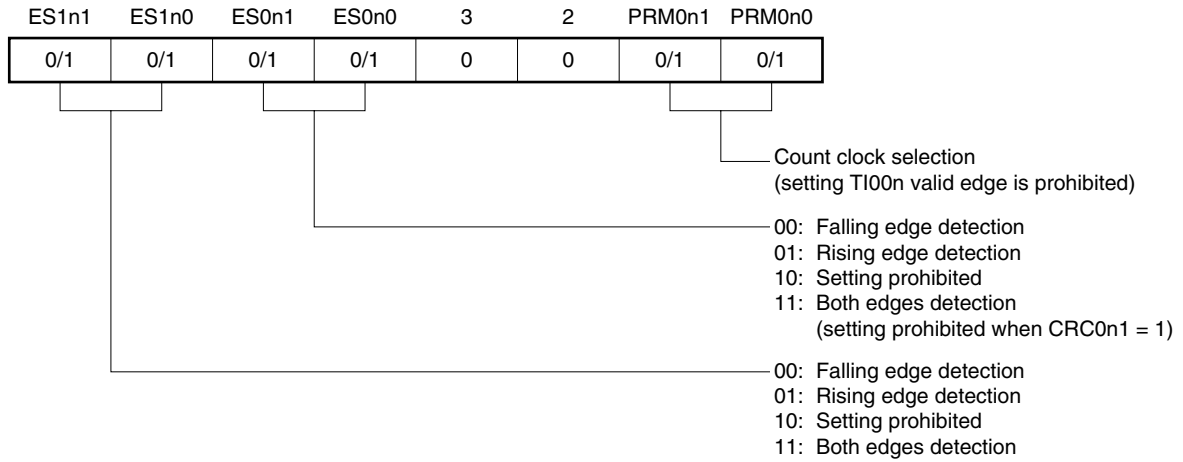 ES1n1 ES1n0 ES0n1 ES0n0 3 2 PRM0n1 PRM0n0
0/1 0/1 0/1 0/1 0 0 0/1 0/1
Count clock selection
(setting TI00n valid edge is prohibited)
00: Falling edge detection
01: Rising edge detection
10: Setting prohibited
11: Both edges detection
(setting prohibited when CRC0n1 = 1)
00: Falling edge detection
01: Rising edge detection
10: Setting prohibited
11: Both edges detection